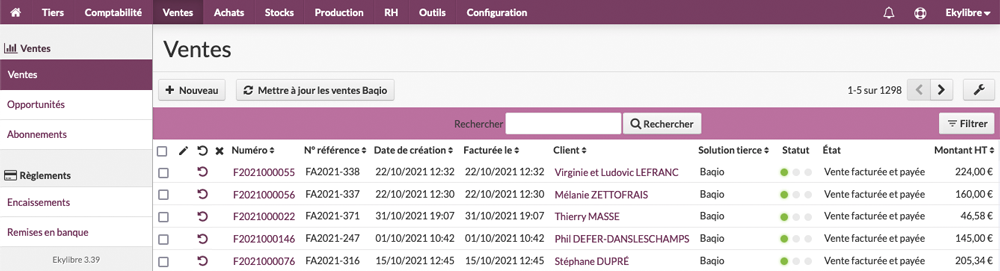 Tiers Comptabilité Ventes Achats Stocks Production RH Outils Configuration Ekylibre
Ventes
Ventes
Opportunités
Abonnements
Règlements
Encaissements
Remises en banque
Ekylibre 3.39
Ventes
Nouveau Mettre à jour les ventes Baqio 1-5 sur 1298
Rechercher Rechercher Filtrer
Numéro N° référence Date de création Facturée le Client Solution tierce Statut État Montant HT
F2021000055 FA2021-338 22/10/2021 12:32 22/10/2021 12:32 Virginie et Ludovic LEFRANC Baqio Vente facturée et payée 224,00 €
F2021000056 FA2021-337 22/10/2021 12:30 22/10/2021 12:30 Mélanie ZETTOFRAIS Baqio Vente facturée et payée 160,00 €
F2021000022 FA2021-371 31/10/2021 19:07 31/10/2021 19:07 Thierry MASSE Baqio Vente facturée et payée 46,58 €
F2021000146 FA2021-247 01/10/2021 10:42 01/10/2021 10:42 Phil DEFER-DANSLESCHAMPS Baqio Vente facturée et payée 145,00 €
F2021000076 FA2021-316 15/10/2021 12:45 15/10/2021 12:45 Stéphane DUPRÉ Baqio Vente facturée et payée 205,34 €